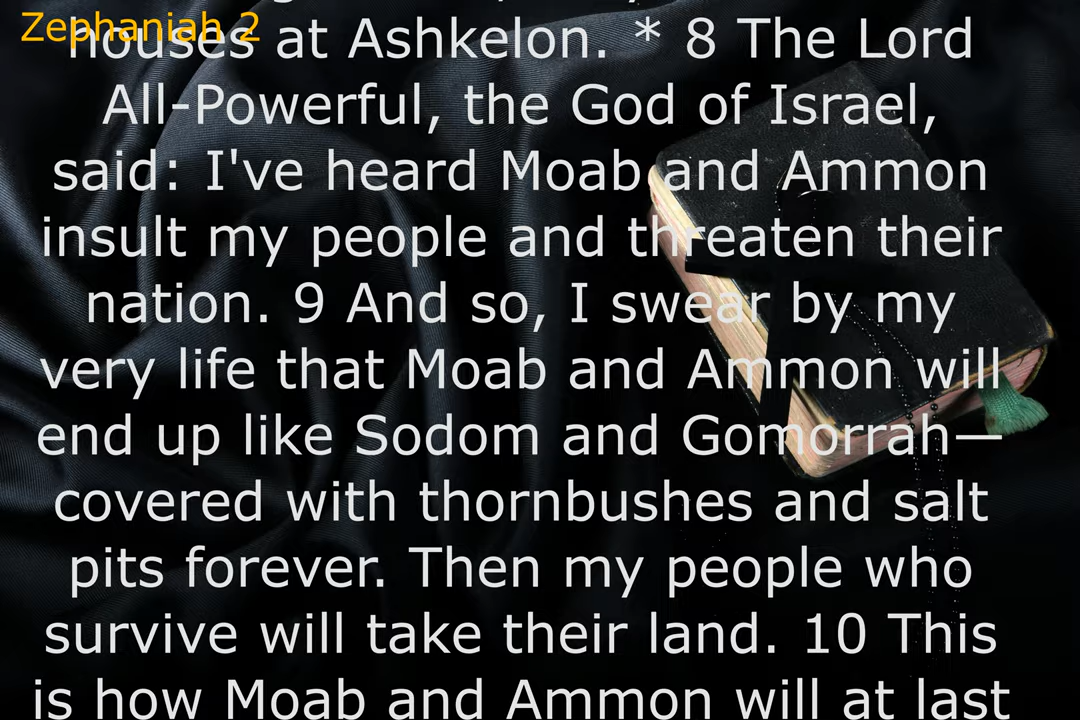 Zephaniah 2
houses at Ashkelon. * 8 The Lord
All-Powerful, the God of Israel,
said: I've heard Moab and Ammon
insult my people and threaten their
nation. 9 And so, I swear by my
very life that Moab and Ammon will
end up like Sodom and Gomorrah—
covered with thornbushes and salt
pits forever. Then my people who
survive will take their land. 10 This
is how Moab and Ammon will at last